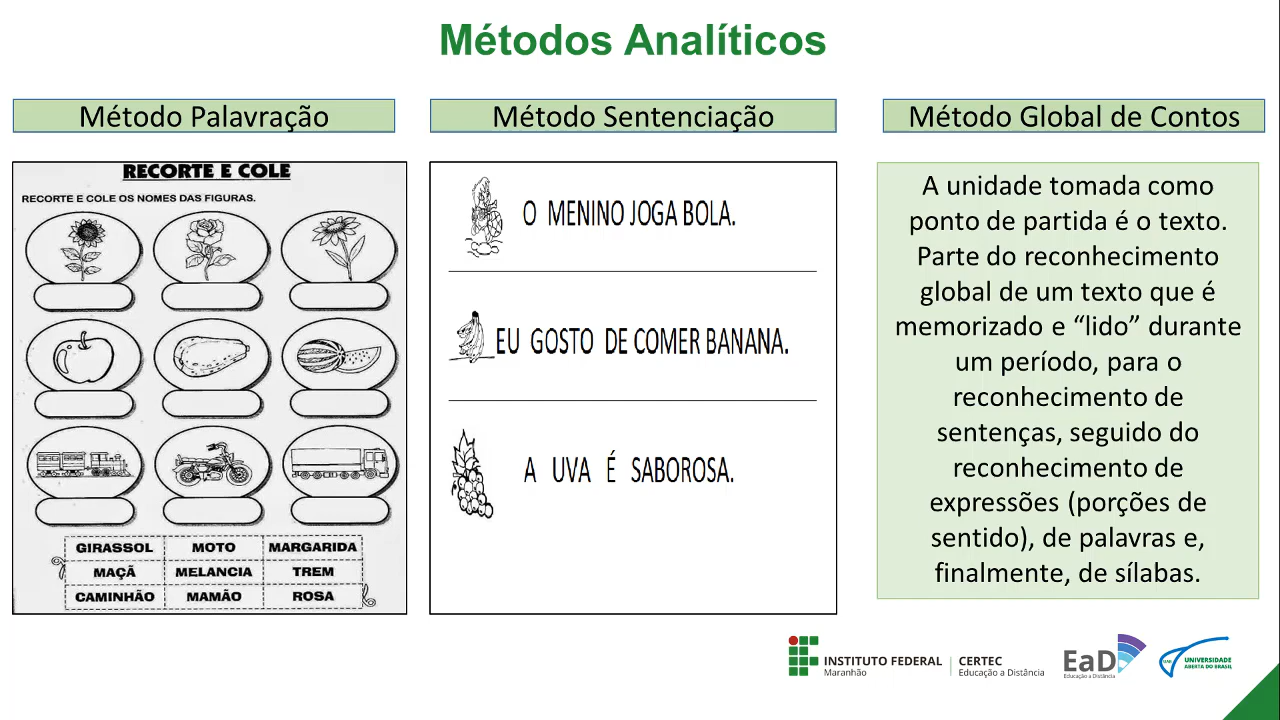 Métodos Analíticos
Método Palavração
RECORTE E COLE
RECORTE E COLE OS NOMES DAS FIGURAS.
GIRASSOL MOTO MARGARIDA
MAÇÃ MELANCIA TREM
CAMINHÃO MAMÃO ROSA
Método Sentenciação
O MENINO JOGA BOLA.
EU GOSTO DE COMER BANANA.
A UVA É SABOROSA.
Método Global de Contos
A unidade tomada como
ponto de partida é o texto.
Parte do reconhecimento
global de um texto que é
memorizado e “lido” durante
um período, para o
reconhecimento de
sentenças, seguido do
reconhecimento de
expressões (porções de
sentido), de palavras e,
finalmente, de sílabas.
INSTITUTO FEDERAL
Maranhão
CERTEC
Educação a Distância
EaD
Educação a Distância
UAB
UNIVERSIDADE
ABERTA DO BRASIL